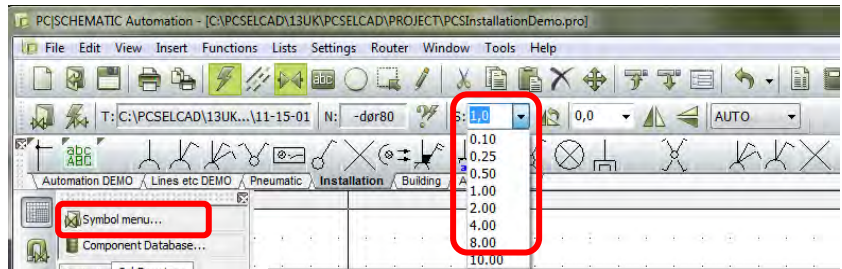 PC|SCHEMATIC Automation - [C:\PCSELCAD\13UK\PCSELCAD\PROJECT\PCSInstallationDemo.pro]
File Edit View Insert Functions Lists Settings Router Window Tools Help
abc
T: C:\PCSELCAD\13UK...\11-15-01 N: -dør80 S: 1,0 0,0 AUTO
abc
ABC
0.10
0.25
0.50
1.00
2.00
4.00
8.00
10.00
Automation DEMO Lines etc DEMO Pneumatic Installation Building A
Symbol menu...
Component Database...